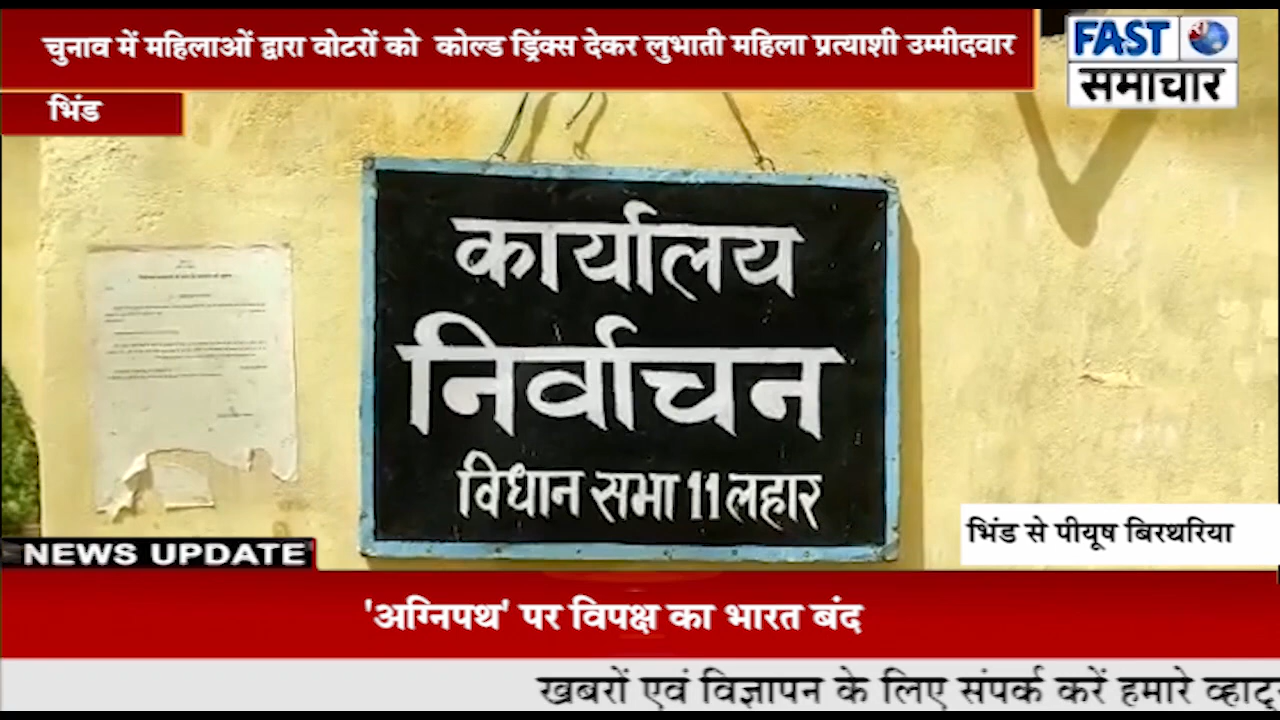 चुनाव में महिलाओं द्वारा वोटरों को कोल्ड ड्रिंक्स देकर लुभाती महिला प्रत्याशी उम्मीदवार
FAST
समाचार
भिंड
कार्यालय
निर्वाचन
विधान सभा 11 लहार
भिंड से पीयूष बिरथरिया
NEWS UPDATE
'अग्निपथ' पर विपक्ष का भारत बंद
खबरों एवं विज्ञापन के लिए संपर्क करें हमारे